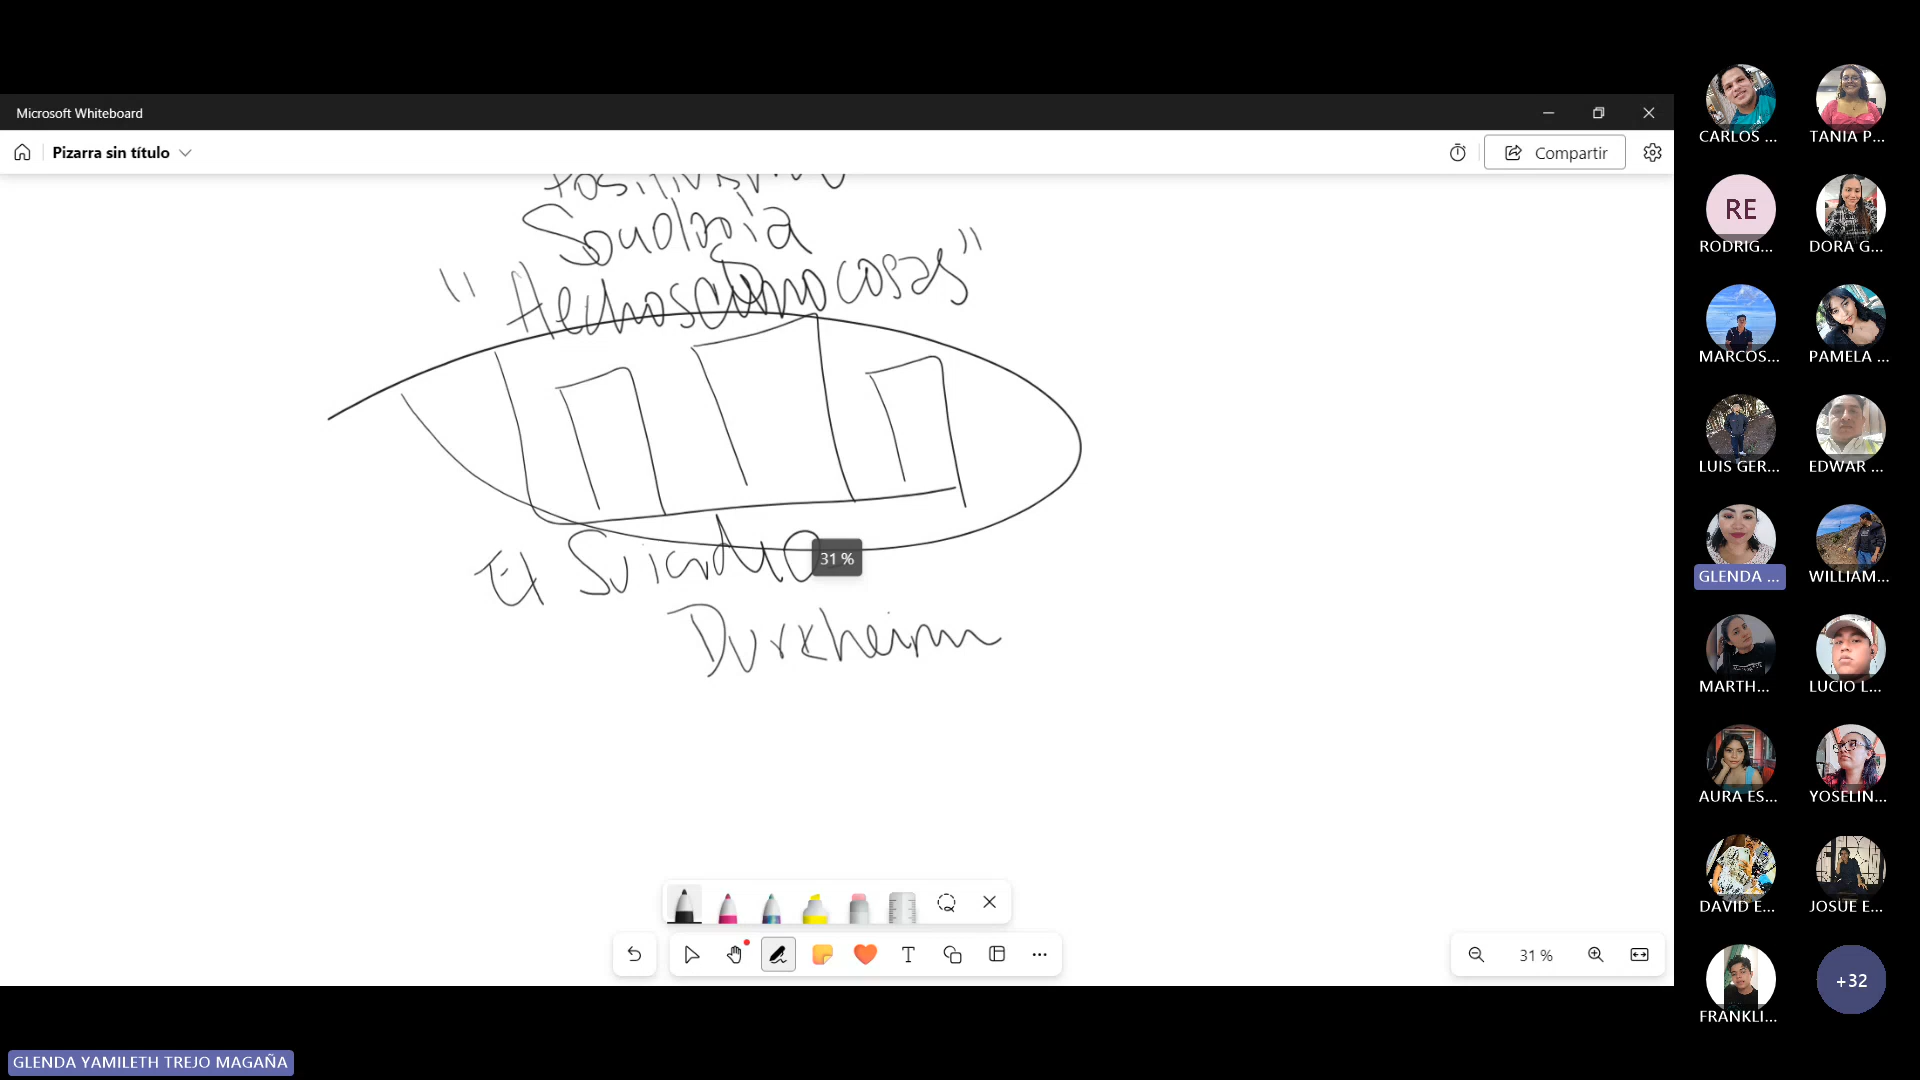 Microsoft Whiteboard
Pizarra sin título
Compartir
Positivismo
Sociología
"Hechos como cosas"
El Suicidio
31 %
Durkheim
31 %
CARLOS ...
TANIA P...
RE
RODRIG...
DORA G...
MARCOS...
PAMELA ...
LUIS GER...
EDWAR ...
GLENDA ...
WILLIAM...
MARTH...
LUCIO L...
AURA ES...
YOSELIN...
DAVID E...
JOSUE E...
FRANKLI...
+32
GLENDA YAMILETH TREJO MAGAÑA